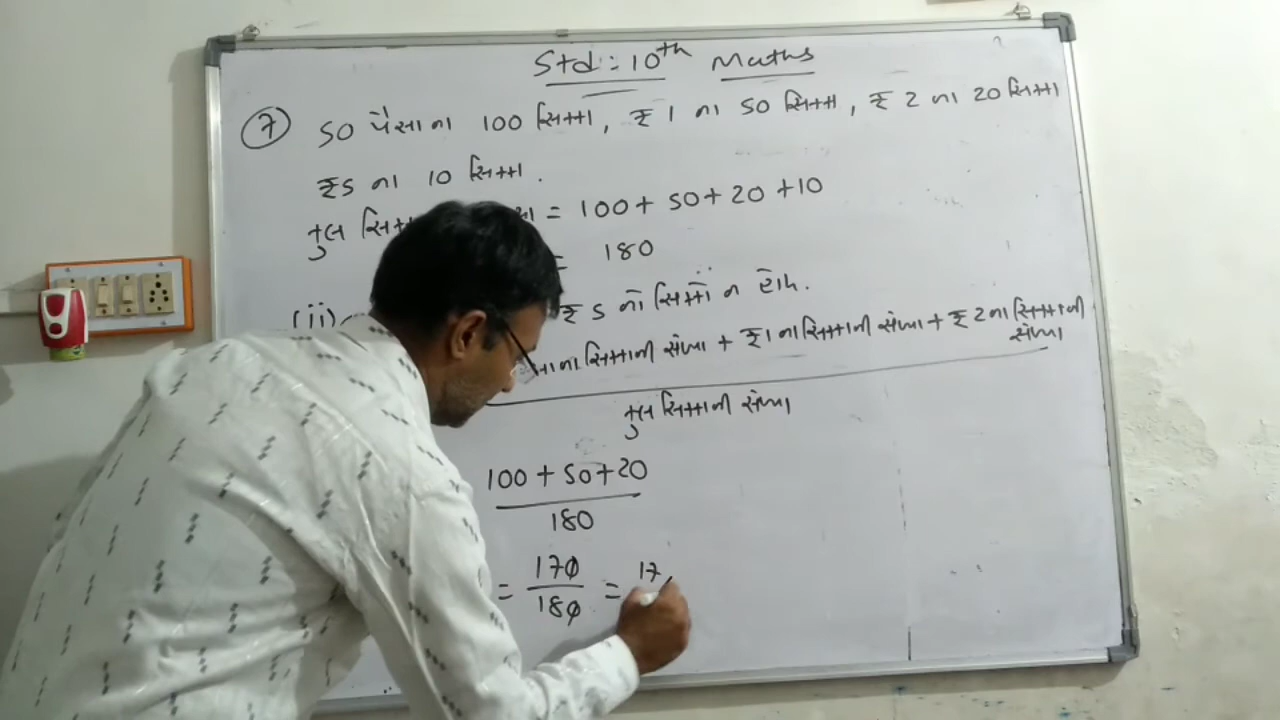 Std : 10th Maths
(7) 50 પૈસાના 100 સિક્કા, ₹ 1 ના 50 સિક્કા, ₹ 2 ના 20 સિક્કા
₹5 ના 10 સિક્કા.
કુલ = 100 + 50 + 20 + 10
= 180
(ii) ₹ 5 નો સિક્કો ન હોય.
સિક્કાની સંખ્યા + ₹1 ના સિક્કાની સંખ્યા + ₹ 2 ના સિક્કાની
સંખ્યા
કુલ સિક્કાની સંખ્યા
100 + 50 + 20
180
= 170 = 17
180